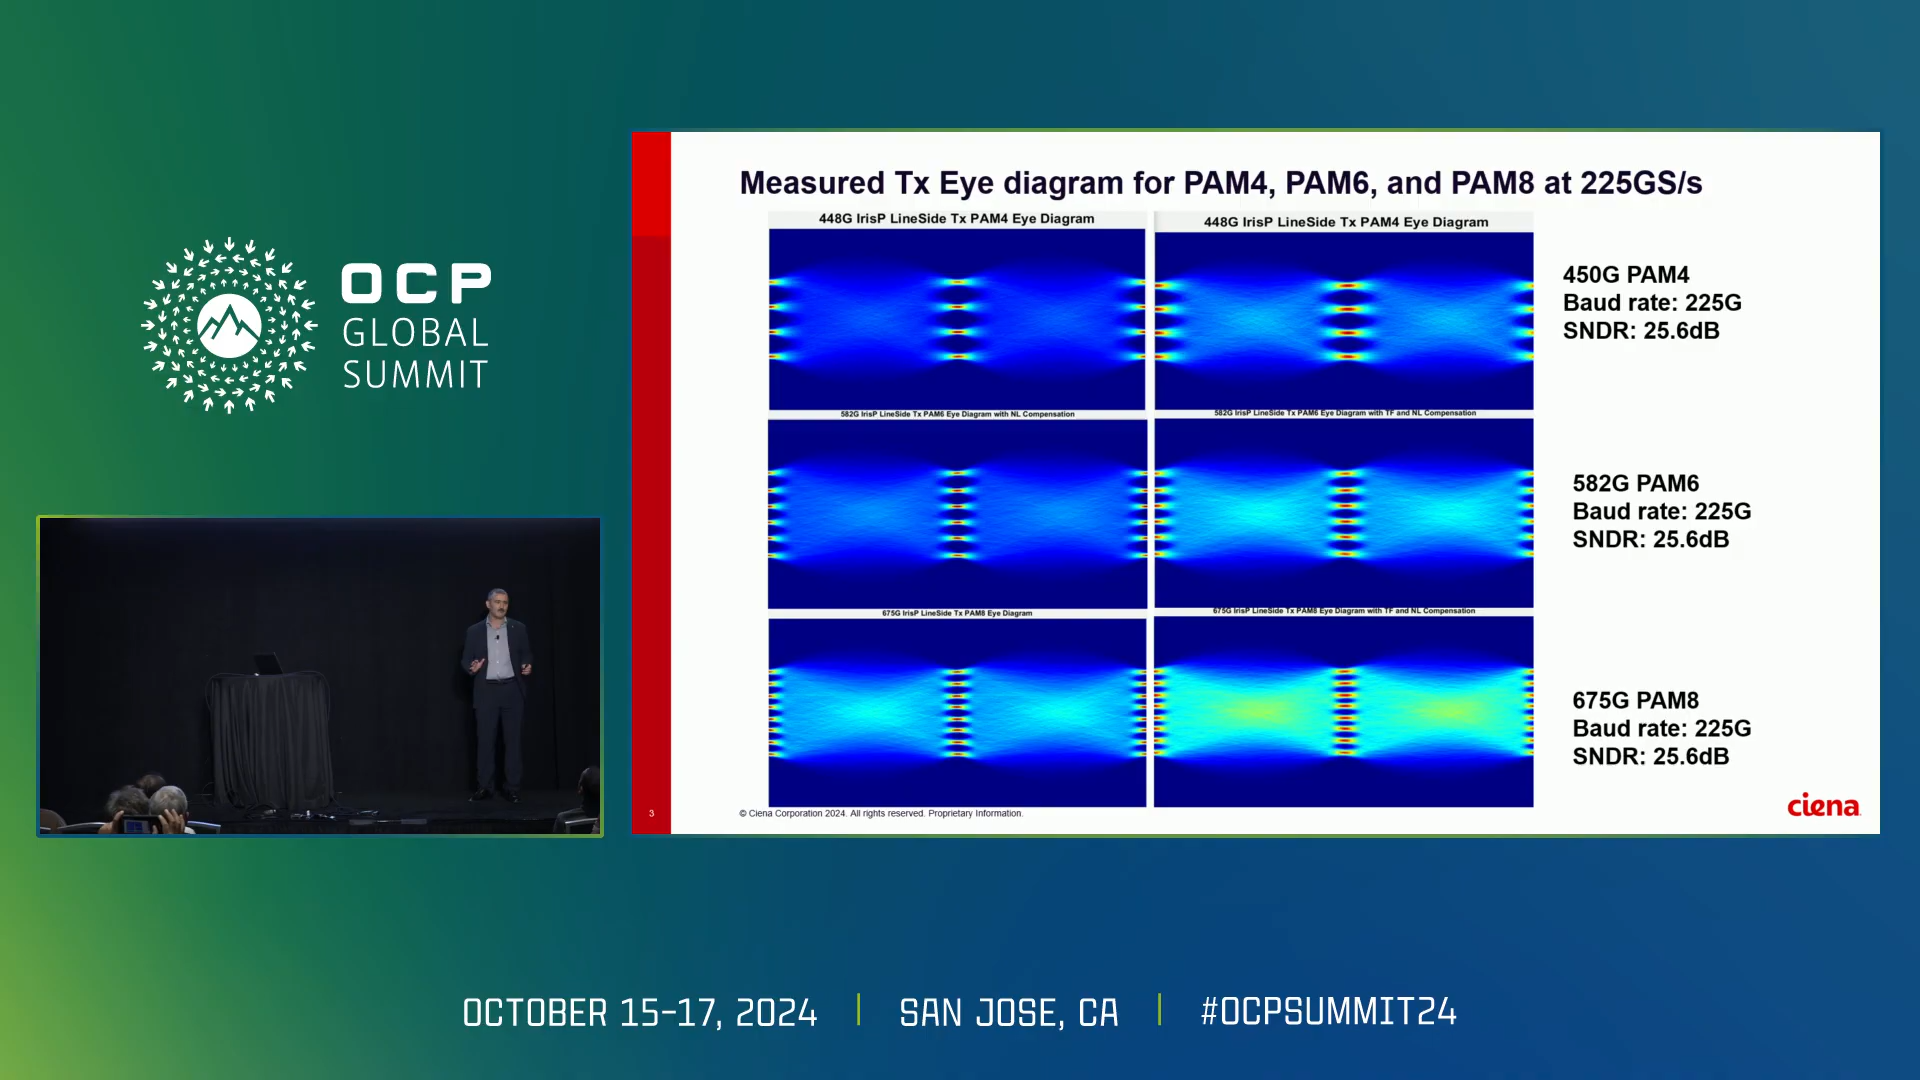 OCP
GLOBAL
SUMMIT
Measured Tx Eye diagram for PAM4, PAM6, and PAM8 at 225GS/s
448G IrisP LineSide Tx PAM4 Eye Diagram
448G IrisP LineSide Tx PAM4 Eye Diagram
450G PAM4
Baud rate: 225G
SNDR: 25.6dB
582G IrisP LineSide Tx PAM6 Eye Diagram with NL Compensation
582G IrisP LineSide Tx PAM6 Eye Diagram with TF and NL Compensation
582G PAM6
Baud rate: 225G
SNDR: 25.6dB
675G IrisP LineSide Tx PAM8 Eye Diagram
675G IrisP LineSide Tx PAM8 Eye Diagram with TF and NL Compensation
675G PAM8
Baud rate: 225G
SNDR: 25.6dB
3
© Ciena Corporation 2024. All rights reserved. Proprietary Information.
ciena
OCTOBER 15-17, 2024 | SAN JOSE, CA | #OCPSUMMIT24